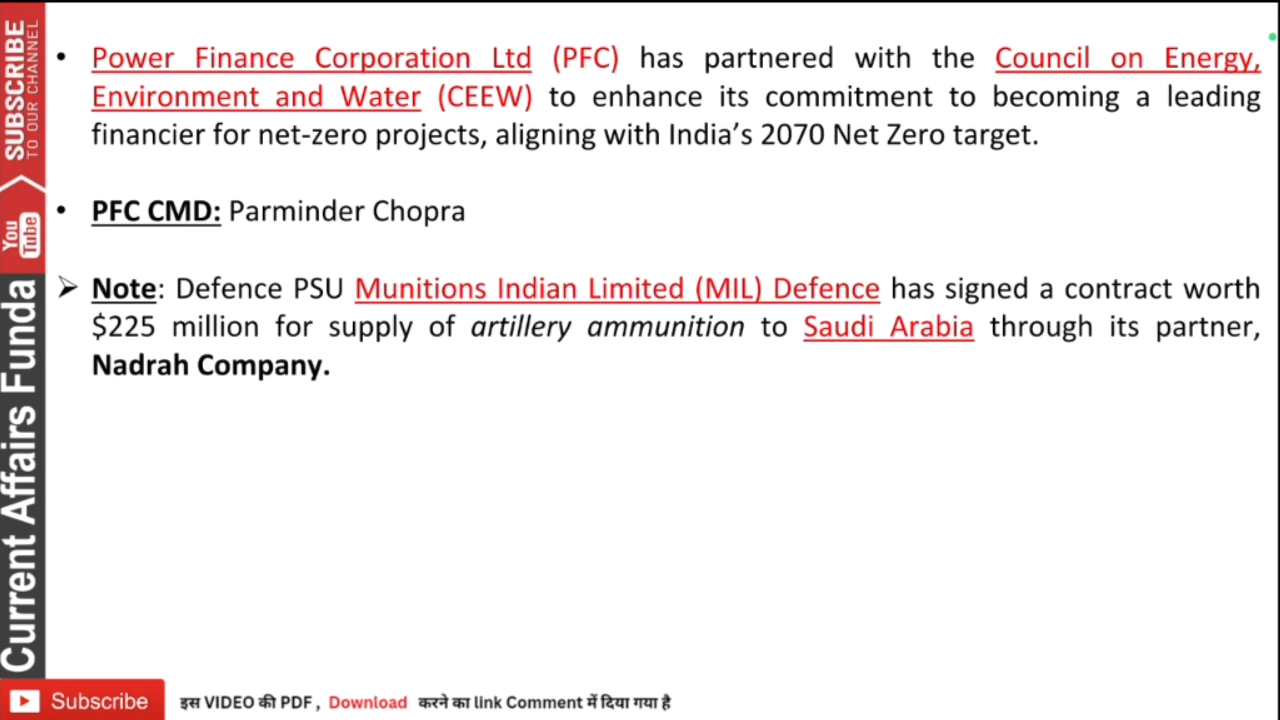 • Power Finance Corporation Ltd (PFC) has partnered with the Council on Energy,
Environment and Water (CEEW) to enhance its commitment to becoming a leading
financier for net-zero projects, aligning with India’s 2070 Net Zero target.
• PFC CMD: Parminder Chopra
➢ Note: Defence PSU Munitions Indian Limited (MIL) Defence has signed a contract worth
$225 million for supply of artillery ammunition to Saudi Arabia through its partner,
Nadrah Company.
SUBSCRIBE
TO OUR CHANNEL
You
Tube
Current Affairs Funda
Subscribe
इस VIDEO की PDF , Download करने का link Comment में दिया गया है